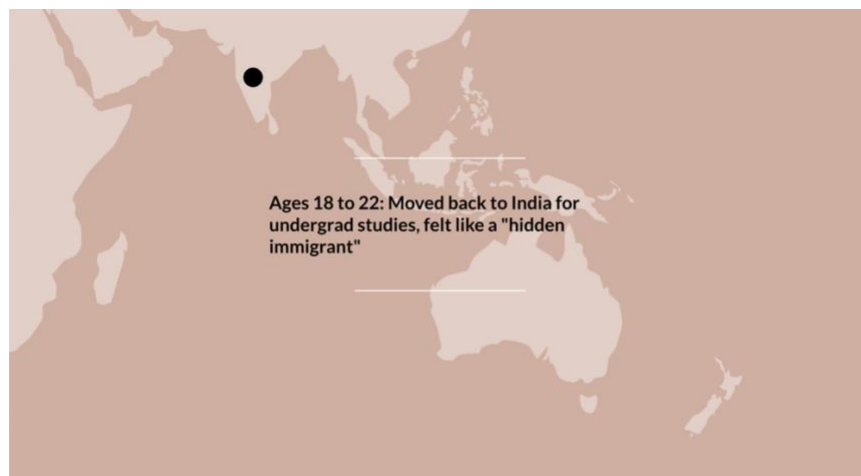 Ages 18 to 22: Moved back to India for
undergrad studies, felt like a "hidden
immigrant"